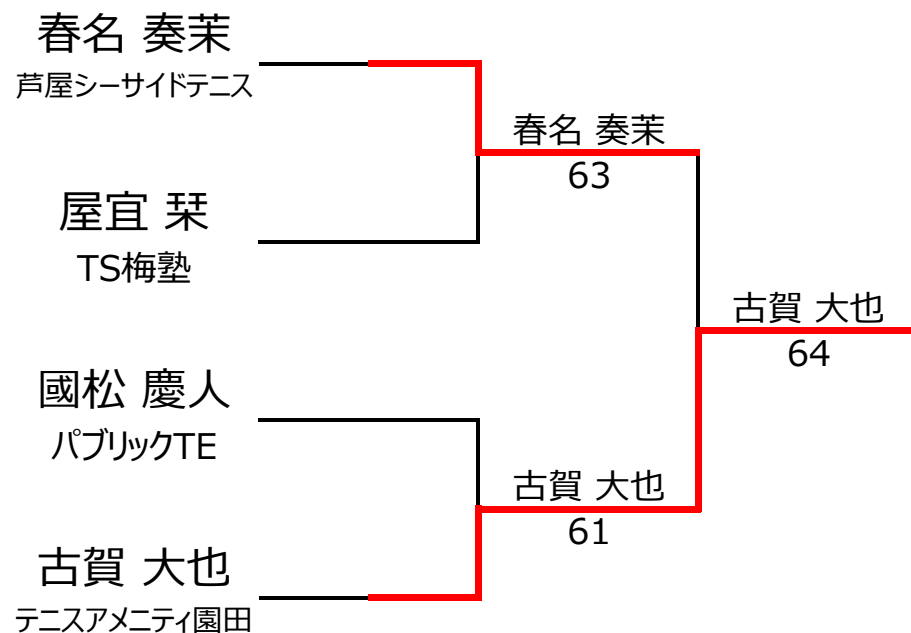 春名 奏茉
芦屋シーサイドテニス
春名 奏茉
63
屋宜 栞
TS梅塾
古賀 大也
64
國松 慶人
パブリックTE
古賀 大也
61
古賀 大也
テニスアメニティ園田